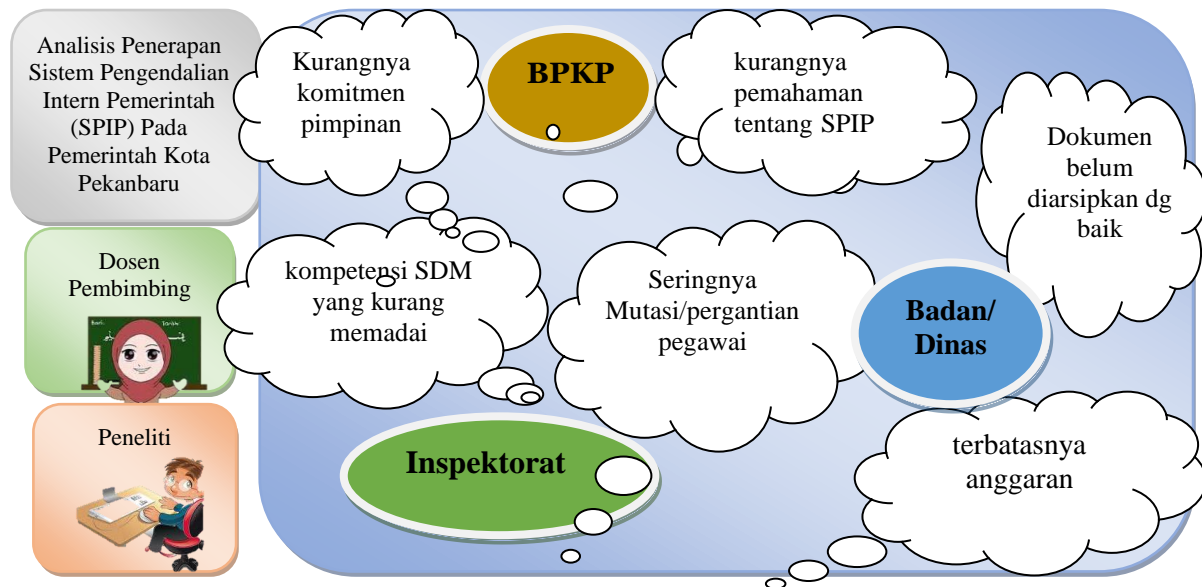 Analisis Penerapan
Sistem Pengendalian
Intern Pemerintah
(SPIP) Pada
Pemerintah Kota
Pekanbaru
Dosen
Pembimbing
Peneliti
Kurangnya
komitmen
pimpinan
BPKP
kurangnya
pemahaman
tentang SPIP
Dokumen
belum
diarsipkan dg
baik
kompetensi SDM
yang kurang
memadai
Seringnya
Mutasi/pergantian
pegawai
Badan/
Dinas
Inspektorat
terbatasnya
anggaran